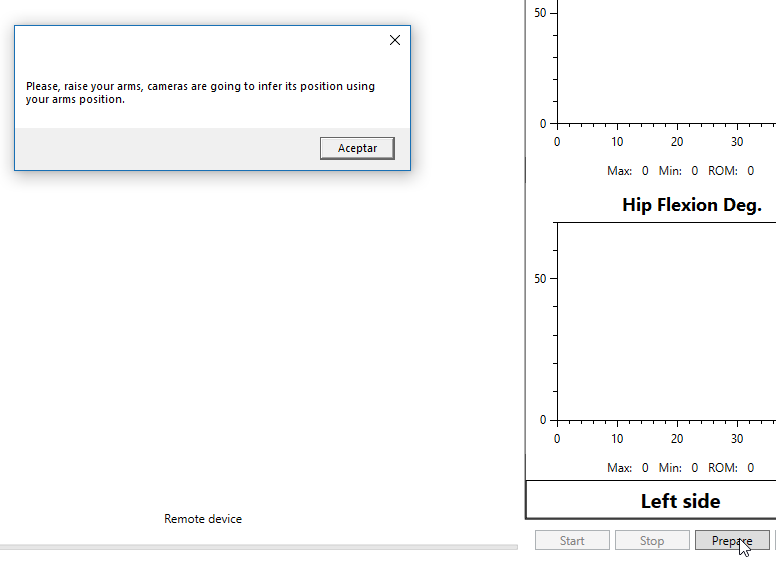 Please, raise your arms, cameras are going to infer its position using
your arms position.
Aceptar
Remote device
50
0
0 10 20 30
Max: 0 Min: 0 ROM: 0
Hip Flexion Deg.
50
0
0 10 20 30
Max: 0 Min: 0 ROM: 0
Left side
Start Stop Prepare